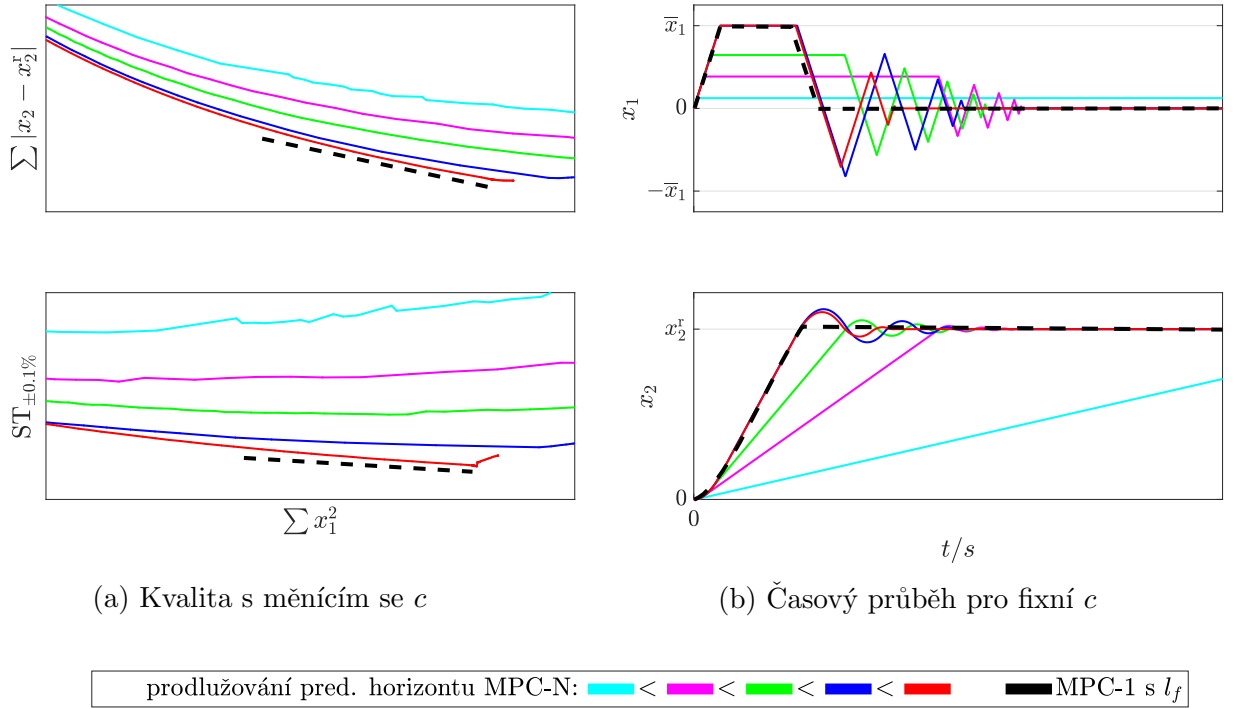 ∑ |x₂ − x₂ʳ|
ST±0.1%
∑ x₁²
(a) Kvalita s měnícím se c
x̅₁
0
−x̅₁
x₁
x₂ʳ
x₂
0
0
t/s
(b) Časový průběh pro fixní c
prodlužování pred. horizontu MPC-N: < < < < MPC-1 s l_f